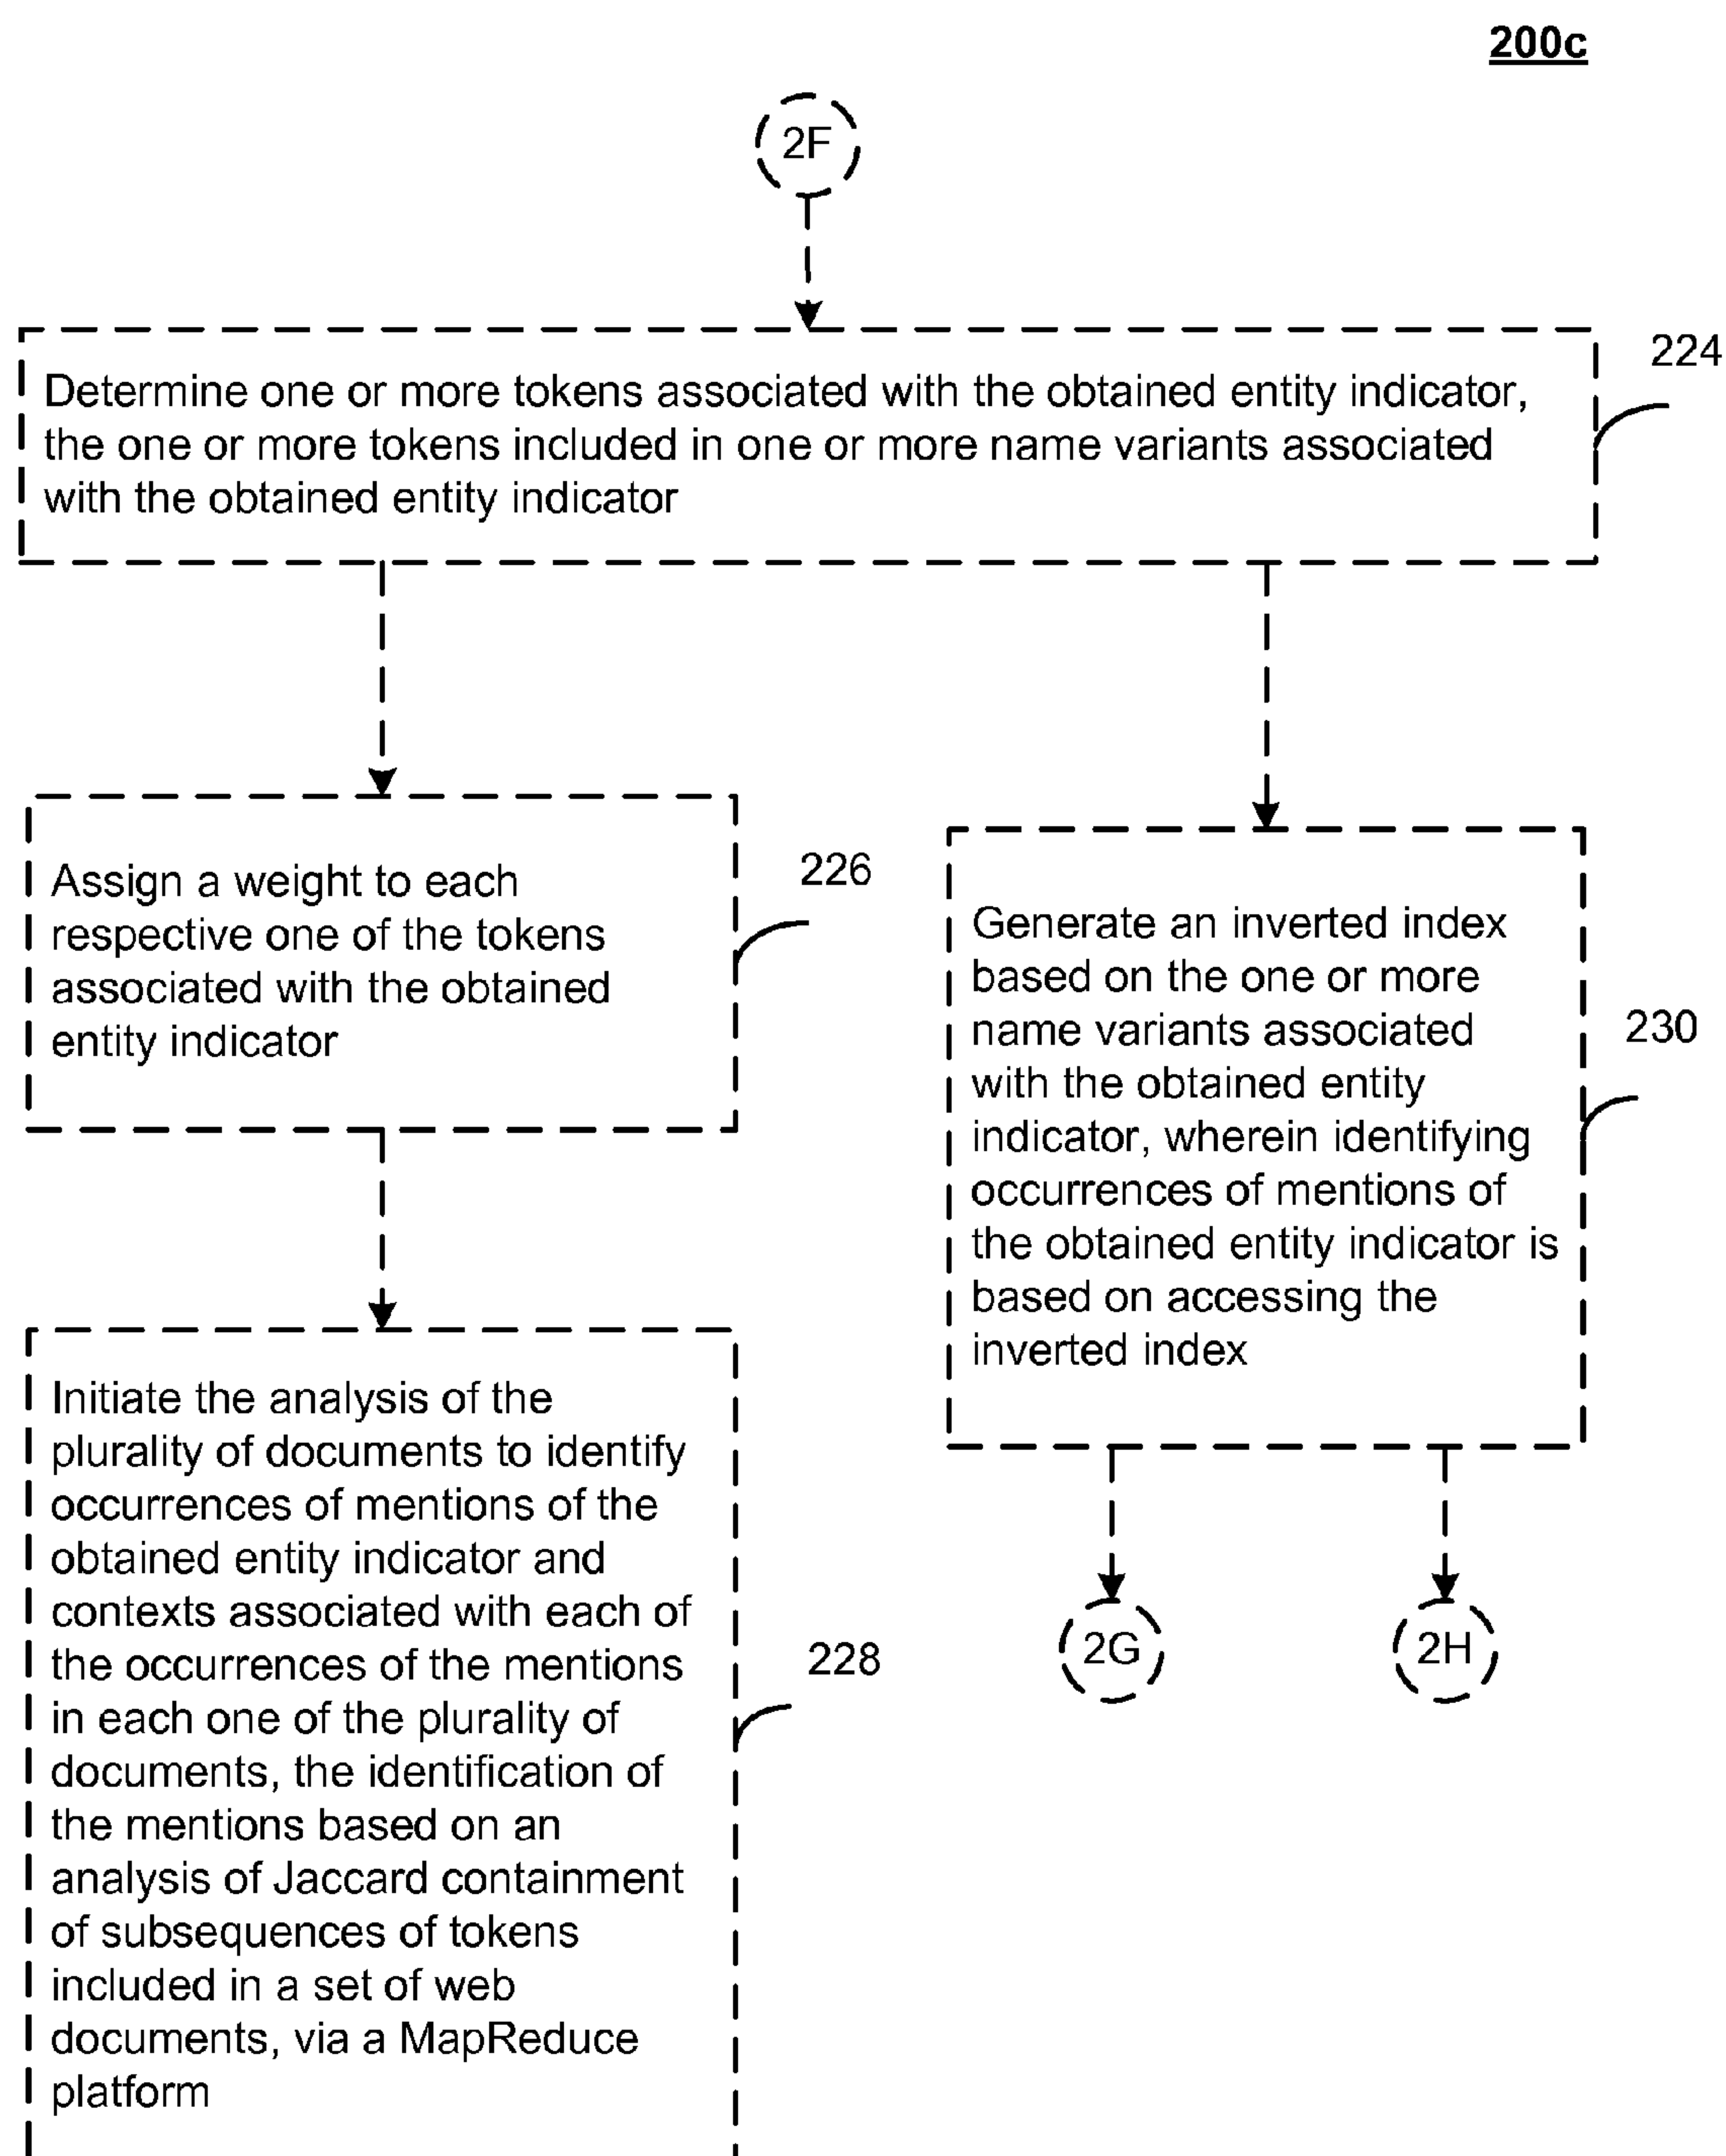 200c
2F
224
Determine one or more tokens associated with the obtained entity indicator,
the one or more tokens included in one or more name variants associated
with the obtained entity indicator
226
Assign a weight to each
respective one of the tokens
associated with the obtained
entity indicator
230
Generate an inverted index
based on the one or more
name variants associated
with the obtained entity
indicator, wherein identifying
occurrences of mentions of
the obtained entity indicator is
based on accessing the
inverted index
228
Initiate the analysis of the
plurality of documents to identify
occurrences of mentions of the
obtained entity indicator and
contexts associated with each of
the occurrences of the mentions
in each one of the plurality of
documents, the identification of
the mentions based on an
analysis of Jaccard containment
of subsequences of tokens
included in a set of web
documents, via a MapReduce
platform
2G
2H